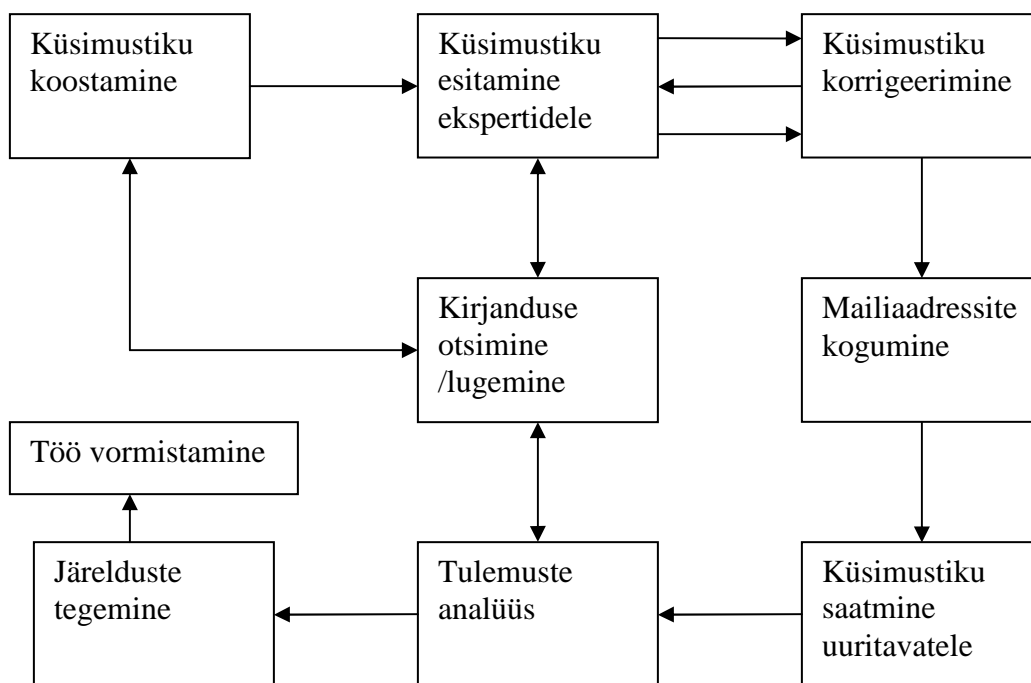 Küsimustiku
koostamine
Küsimustiku
esitamine
ekspertidele
Küsimustiku
korrigeerimine
Kirjanduse
otsimine
/lugemine
Mailiaadressite
kogumine
Töö vormistamine
Järelduste
tegemine
Tulemuste
analüüs
Küsimustiku
saatmine
uuritavatele